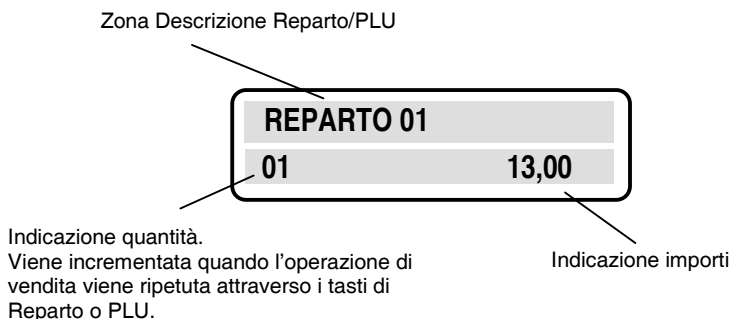 Zona Descrizione Reparto/PLU
REPARTO 01
01 13,00
Indicazione quantità.
Viene incrementata quando l'operazione di
vendita viene ripetuta attraverso i tasti di
Reparto o PLU.
Indicazione importi